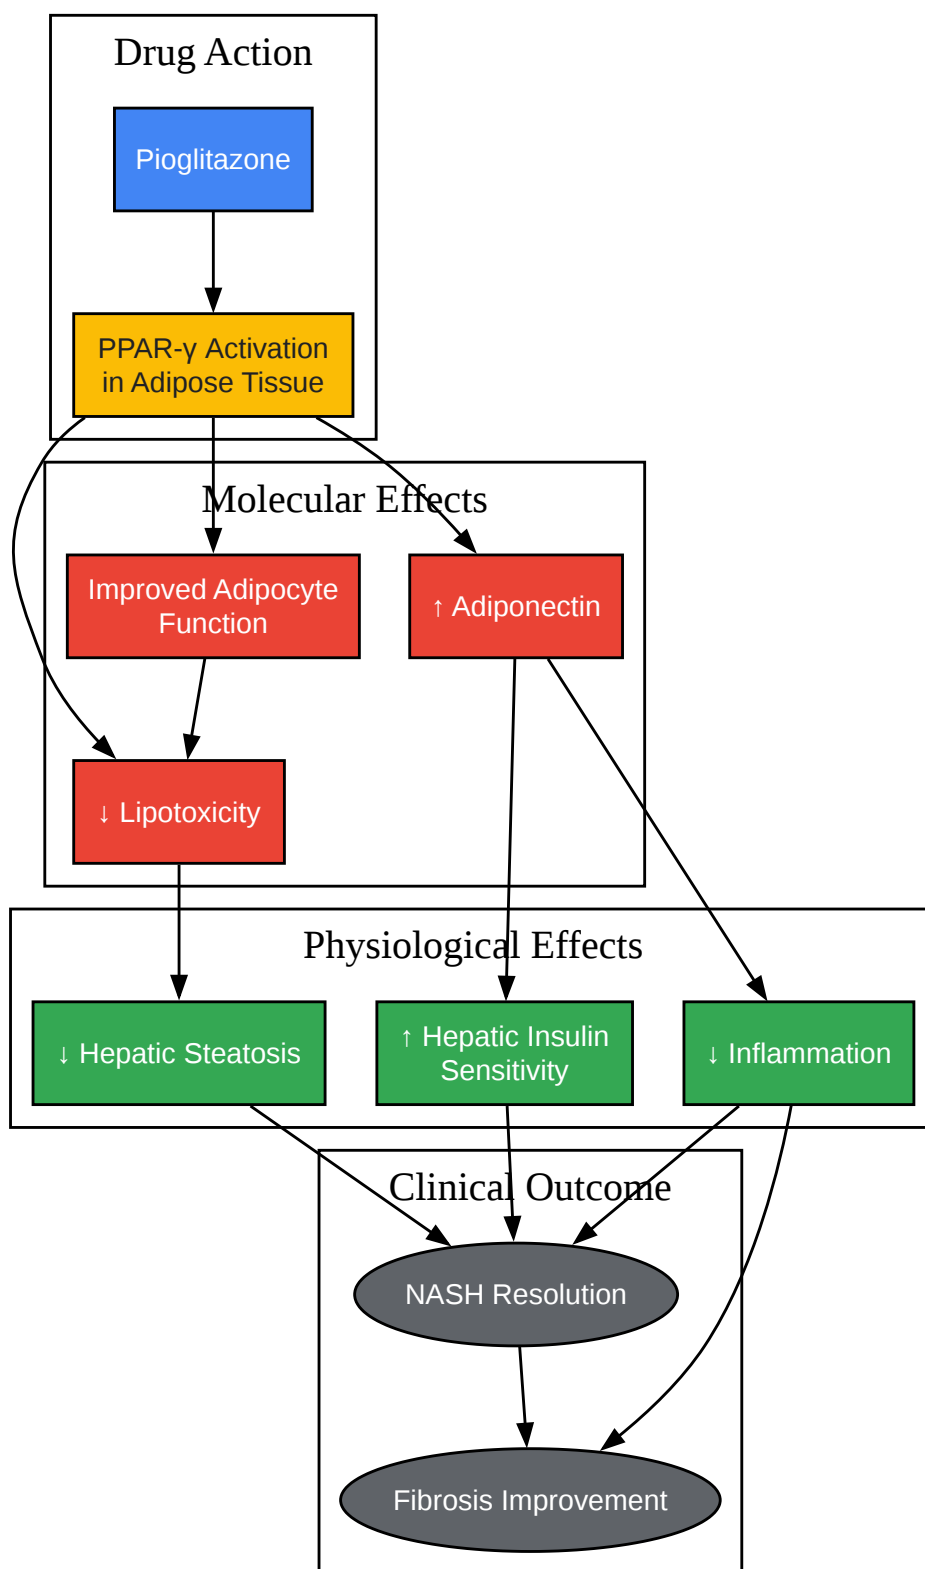 Drug Action
Pioglitazone
PPAR-γ Activation
in Adipose Tissue
Molecular Effects
Improved Adipocyte
Function
↑ Adiponectin
↓ Lipotoxicity
Physiological Effects
↓ Hepatic Steatosis
↑ Hepatic Insulin
Sensitivity
↓ Inflammation
Clinical Outcome
NASH Resolution
Fibrosis Improvement